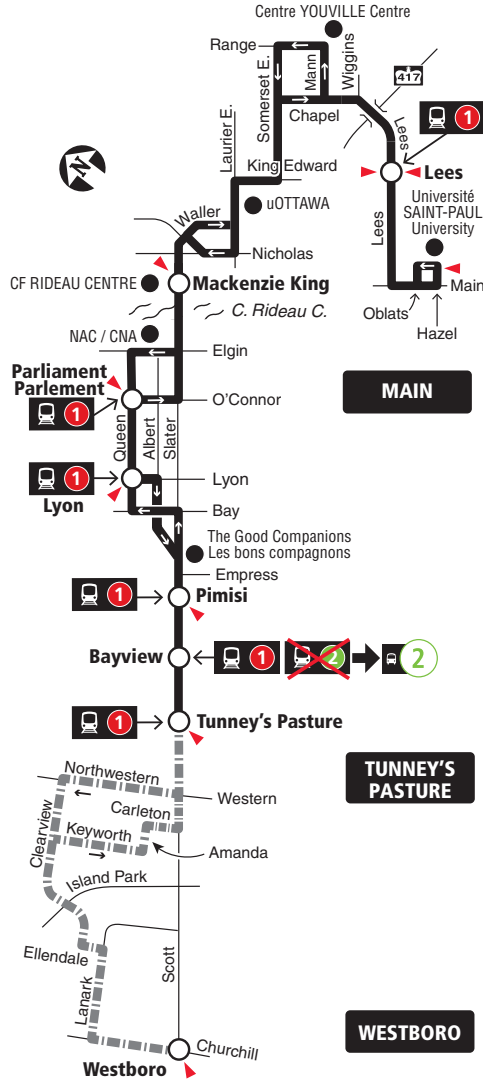 Centre YOUVILLE Centre
Range
Mann
Wiggins
417
Somerset E.
Chapel
Lees
1
Laurier E.
King Edward
Lees
N
uOTTAWA
Université
SAINT-PAUL
University
Waller
Lees
Nicholas
CF RIDEAU CENTRE
Mackenzie King
Main
Oblats
C. Rideau C.
Hazel
NAC / CNA
Elgin
Parliament
Parlement
MAIN
1
O'Connor
Queen
Albert
Slater
1
Lyon
Lyon
Bay
The Good Companions
Les bons compagnons
Empress
1
Pimisi
Bayview
1
2
2
1
Tunney's Pasture
TUNNEY'S
PASTURE
Northwestern
Western
Carleton
Clearview
Keyworth
Amanda
Island Park
Ellendale
Scott
Lanark
WESTBORO
Churchill
Westboro